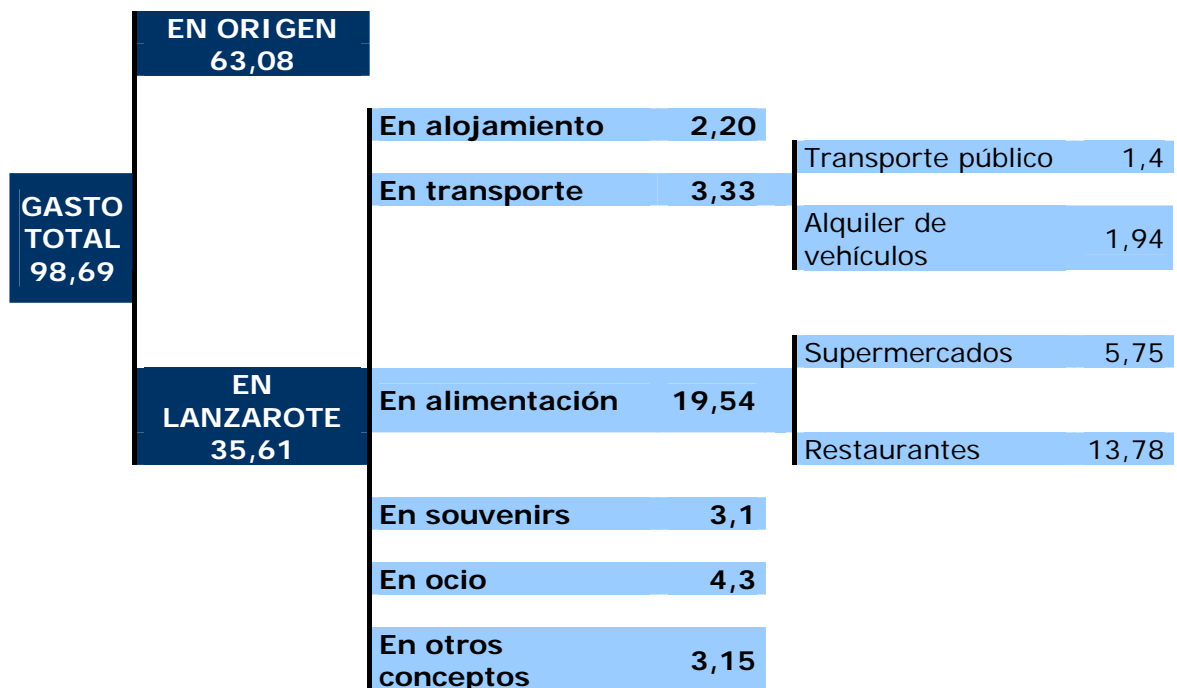 EN ORIGEN
63,08
En alojamiento 2,20
Transporte público 1,4
En transporte 3,33
GASTO
TOTAL
98,69
Alquiler de
vehículos 1,94
Supermercados 5,75
EN
LANZAROTE
35,61
En alimentación 19,54
Restaurantes 13,78
En souvenirs 3,1
En ocio 4,3
En otros
conceptos 3,15